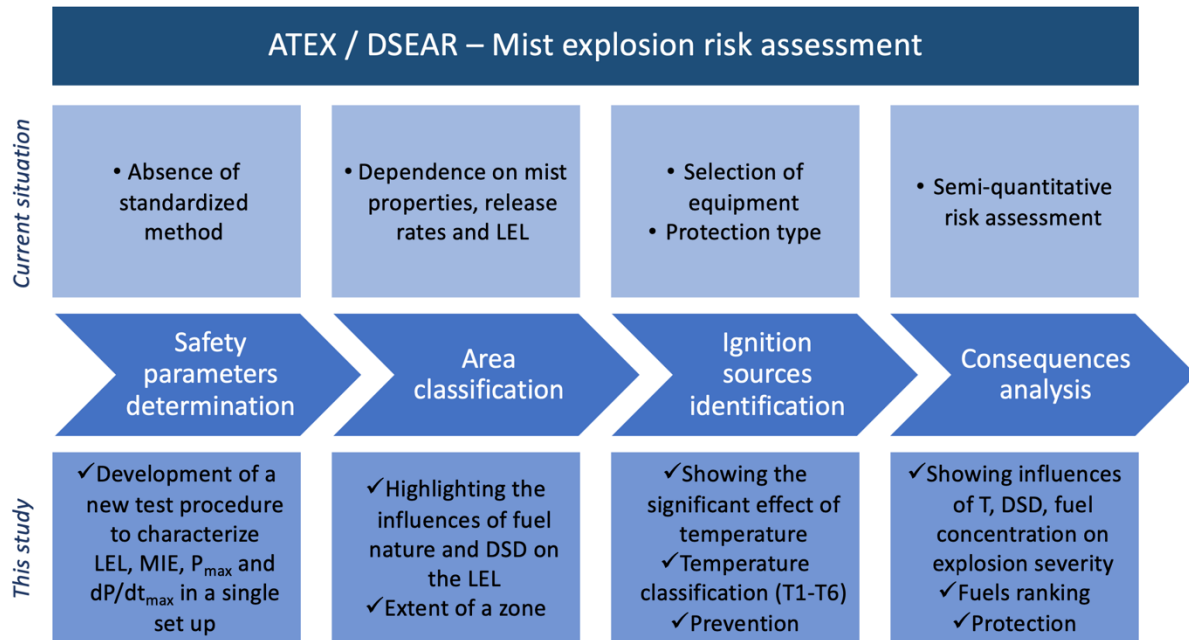 ATEX / DSEAR – Mist explosion risk assessment
Current situation
• Absence of
standardized
method
• Dependence on mist
properties, release
rates and LEL
• Selection of
equipment
• Protection type
• Semi-quantitative
risk assessment
Safety
parameters
determination
Area
classification
Ignition
sources
identification
Consequences
analysis
This study
✓Development of a
new test procedure
to characterize
LEL, MIE, Pmax and
dP/dtmax in a single
set up
✓Highlighting the
influences of fuel
nature and DSD on
the LEL
✓Extent of a zone
✓Showing the
significant effect of
temperature
✓Temperature
classification (T1-T6)
✓Prevention
✓Showing influences
of T, DSD, fuel
concentration on
explosion severity
✓Fuels ranking
✓Protection